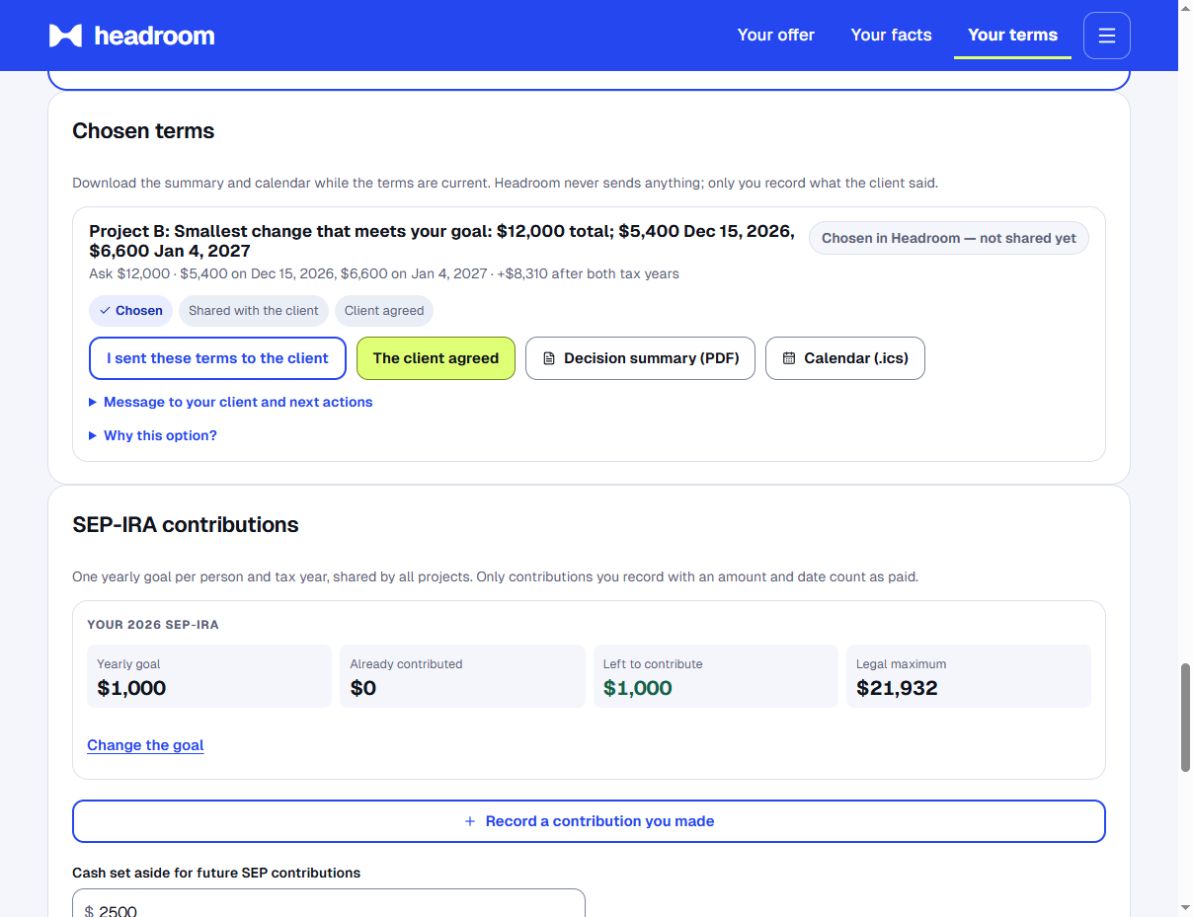 headroom
Your offer
Your facts
Your terms
Chosen terms
Download the summary and calendar while the terms are current. Headroom never sends anything; only you record what the client said.
Project B: Smallest change that meets your goal: $12,000 total; $5,400 Dec 15, 2026,
$6,600 Jan 4, 2027
Chosen in Headroom — not shared yet
Ask $12,000 · $5,400 on Dec 15, 2026, $6,600 on Jan 4, 2027 · +$8,310 after both tax years
✓ Chosen
Shared with the client
Client agreed
I sent these terms to the client
The client agreed
Decision summary (PDF)
Calendar (.ics)
▶ Message to your client and next actions
▶ Why this option?
SEP-IRA contributions
One yearly goal per person and tax year, shared by all projects. Only contributions you record with an amount and date count as paid.
YOUR 2026 SEP-IRA
Yearly goal
$1,000
Already contributed
$0
Left to contribute
$1,000
Legal maximum
$21,932
Change the goal
+ Record a contribution you made
Cash set aside for future SEP contributions
$ 2500